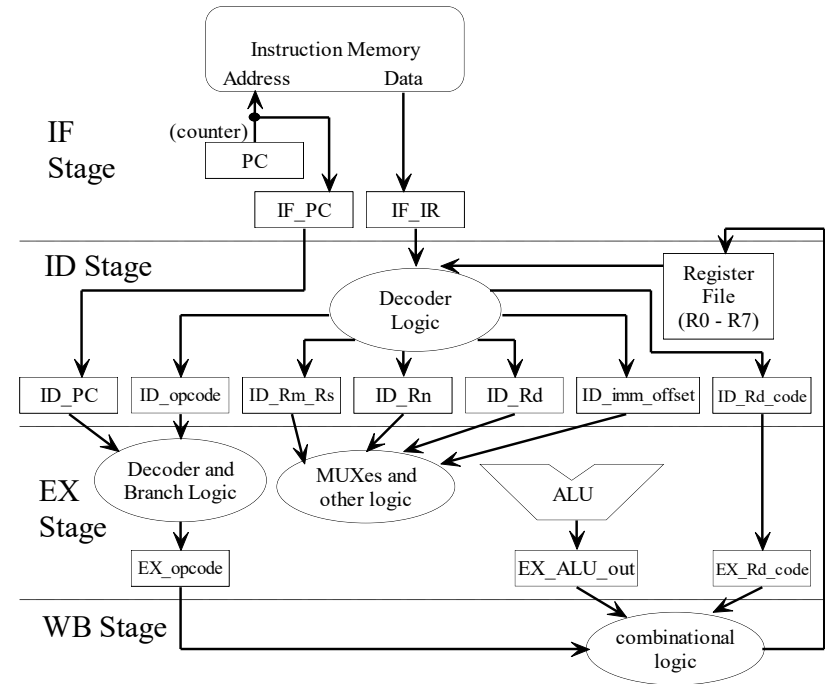 Instruction Memory
Address
Data
IF
Stage
(counter)
PC
IF_PC
IF_IR
ID Stage
Register
File
(R0 - R7)
Decoder
Logic
ID_PC
ID_opcode
ID_Rm_Rs
ID_Rn
ID_Rd
ID_imm_offset
ID_Rd_code
EX
Stage
Decoder and
Branch Logic
MUXes and
other logic
ALU
EX_opcode
EX_ALU_out
EX_Rd_code
WB Stage
combinational
logic